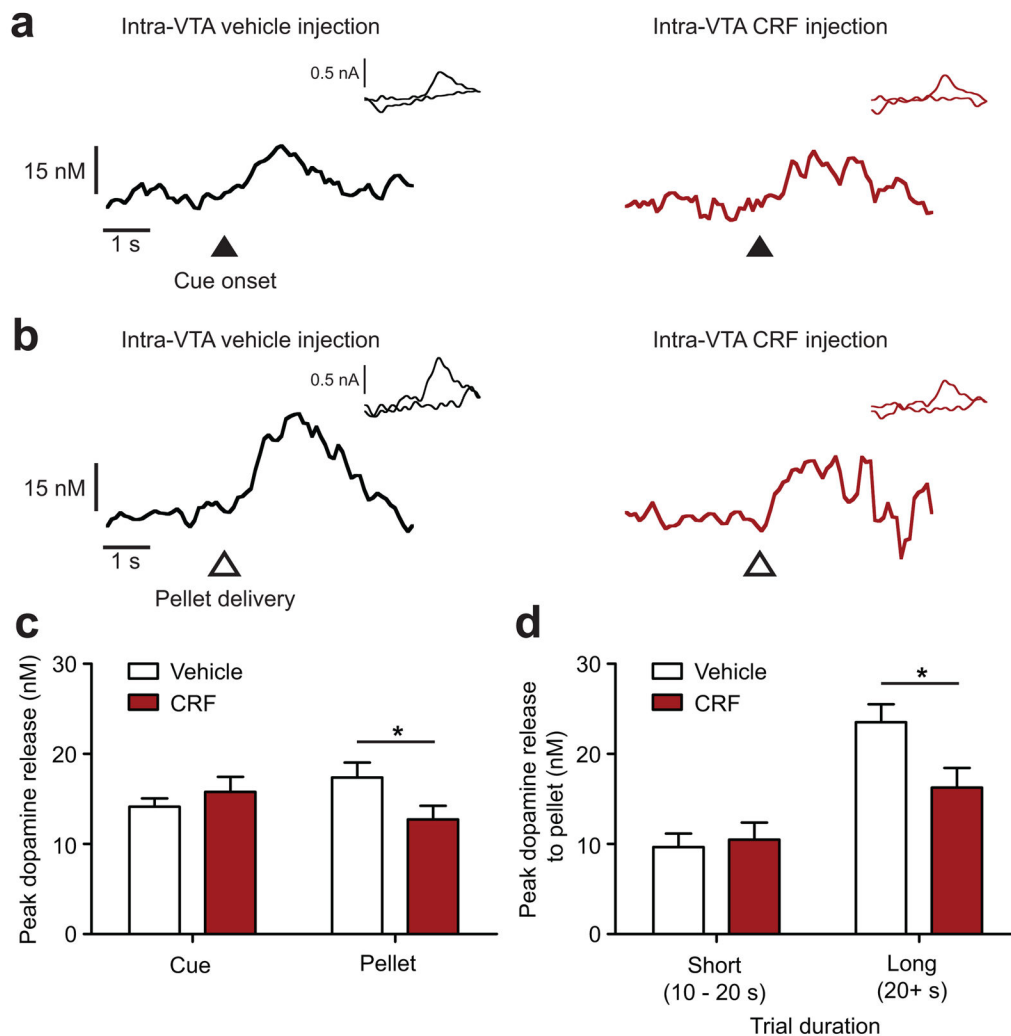 a
Intra-VTA vehicle injection
Intra-VTA CRF injection
0.5 nA
15 nM
1 s
Cue onset
b
Intra-VTA vehicle injection
Intra-VTA CRF injection
0.5 nA
15 nM
1 s
Pellet delivery
c
Peak dopamine release (nM)
30
20
10
0
Vehicle
CRF
*
Cue
Pellet
d
Peak dopamine release
to pellet (nM)
30
20
10
0
Vehicle
CRF
*
Short
(10 - 20 s)
Long
(20+ s)
Trial duration